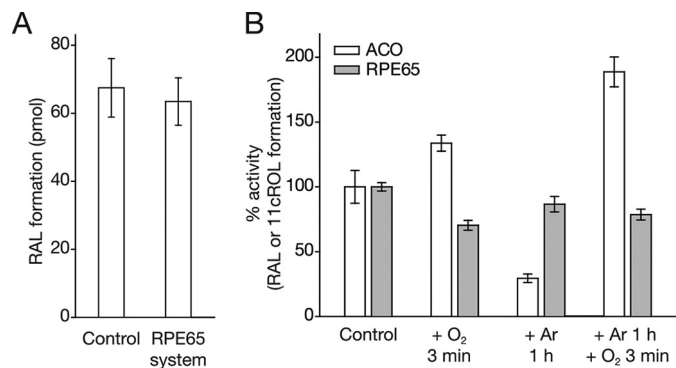 A
RAL formation (pmol)
80
60
40
20
0
Control
RPE65
system
B
% activity
(RAL or 11cROL formation)
200
150
100
50
0
ACO
RPE65
Control
+ O₂
3 min
+ Ar
1 h
+ Ar 1 h
+ O₂ 3 min